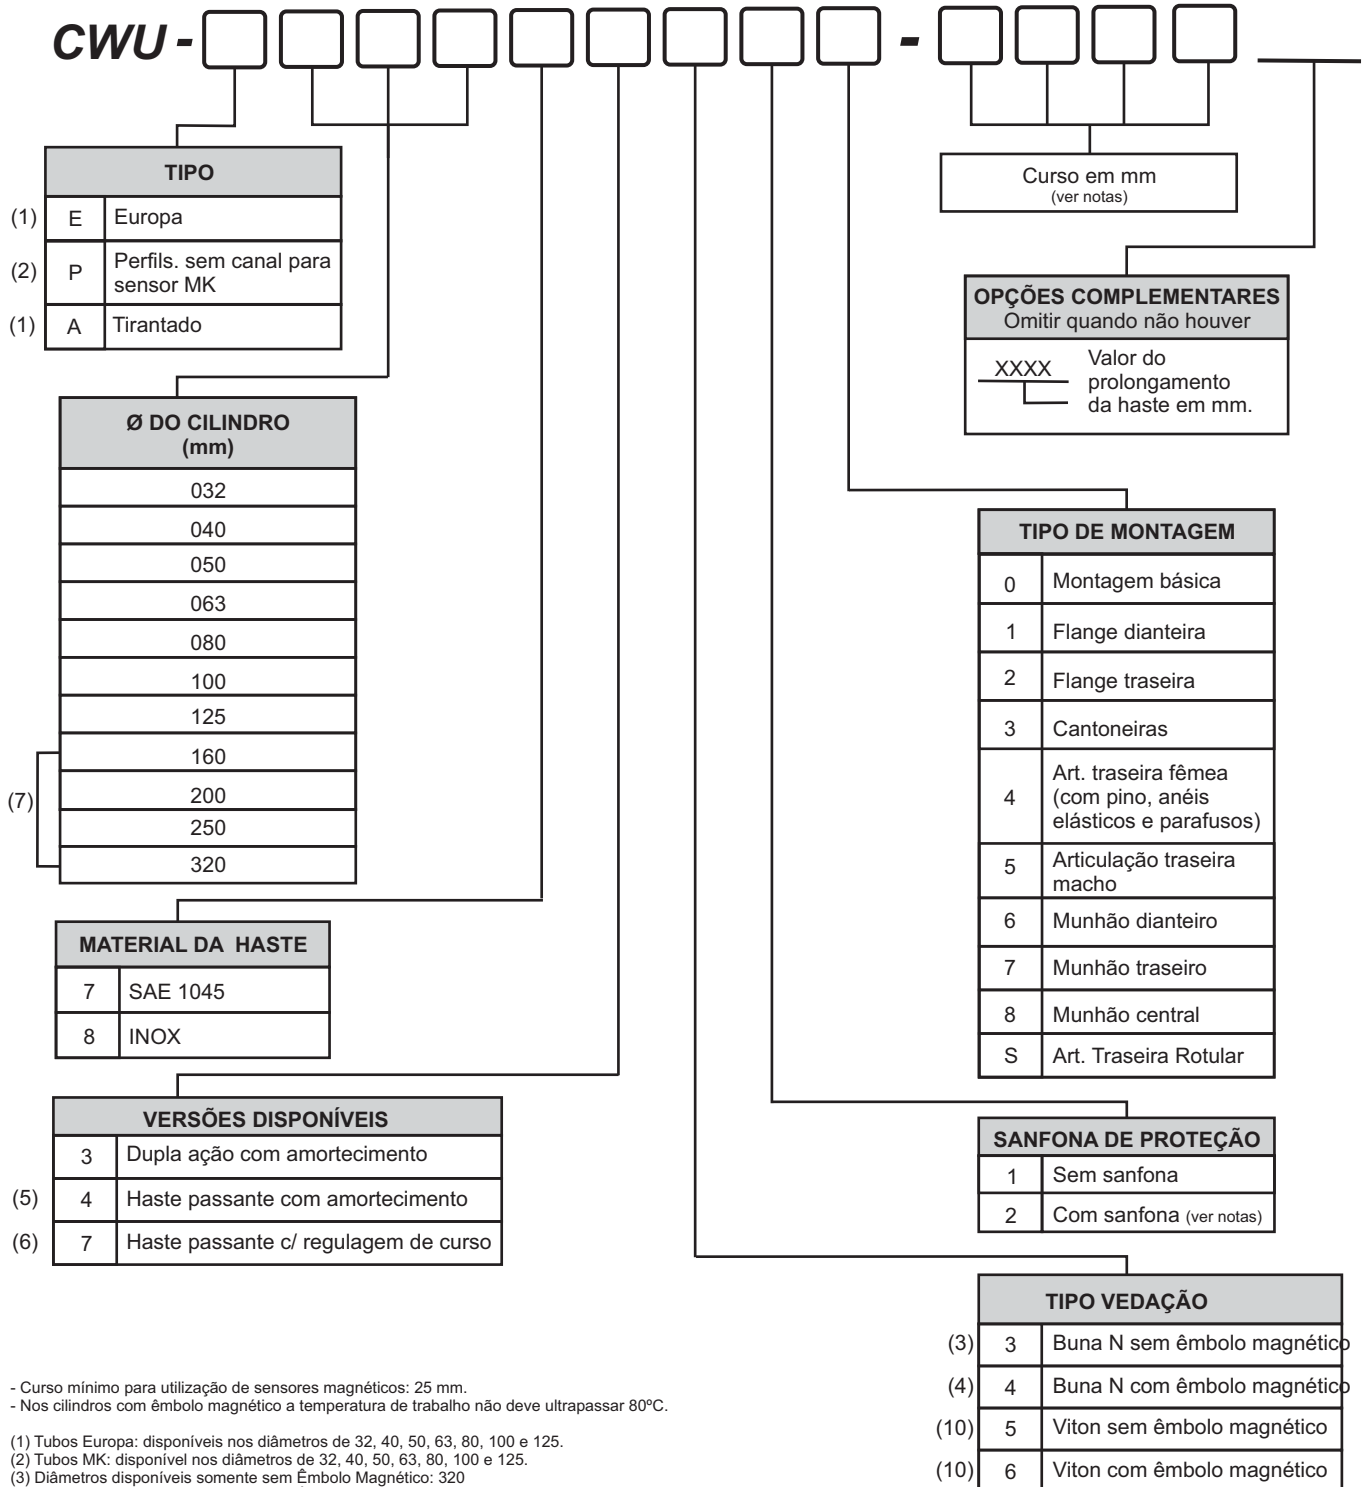 CWU - -
TIPO
(1) E Europa
(2) P Perfils. sem canal para
sensor MK
(1) A Tirantado
Curso em mm
(ver notas)
OPÇÕES COMPLEMENTARES
Omitir quando não houver
XXXX Valor do
prolongamento
da haste em mm.
Ø DO CILINDRO
(mm)
032
040
050
063
080
100
125
160
(7) 200
250
320
TIPO DE MONTAGEM
0 Montagem básica
1 Flange dianteira
2 Flange traseira
3 Cantoneiras
4 Art. traseira fêmea
(com pino, anéis
elásticos e parafusos)
5 Articulação traseira
macho
6 Munhão dianteiro
7 Munhão traseiro
8 Munhão central
S Art. Traseira Rotular
MATERIAL DA HASTE
7 SAE 1045
8 INOX
VERSÕES DISPONÍVEIS
3 Dupla ação com amortecimento
(5) 4 Haste passante com amortecimento
(6) 7 Haste passante c/ regulagem de curso
SANFONA DE PROTEÇÃO
1 Sem sanfona
2 Com sanfona (ver notas)
TIPO VEDAÇÃO
(3) 3 Buna N sem êmbolo magnético
(4) 4 Buna N com êmbolo magnético
(10) 5 Viton sem êmbolo magnético
(10) 6 Viton com êmbolo magnético
- Curso mínimo para utilização de sensores magnéticos: 25 mm.
- Nos cilindros com êmbolo magnético a temperatura de trabalho não deve ultrapassar 80ºC.
(1) Tubos Europa: disponíveis nos diâmetros de 32, 40, 50, 63, 80, 100 e 125.
(2) Tubos MK: disponível nos diâmetros de 32, 40, 50, 63, 80, 100 e 125.
(3) Diâmetros disponíveis somente sem Êmbolo Magnético: 320